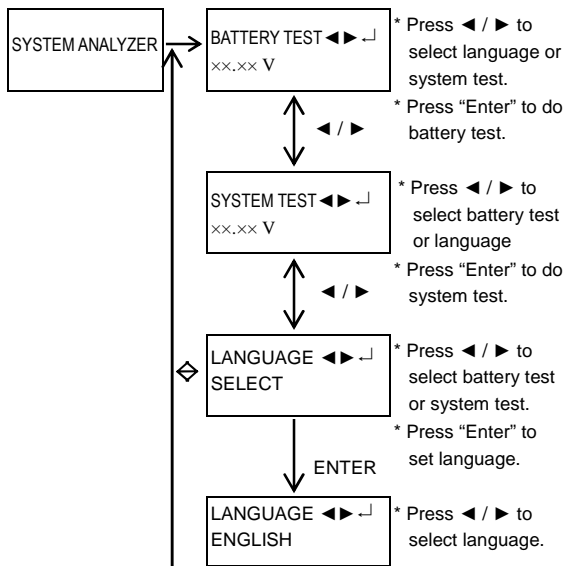 SYSTEM ANALYZER
BATTERY TEST ◄► ↵
××.×× V
* Press ◄ / ► to
select language or
system test.
* Press “Enter” to do
battery test.
◄ / ►
SYSTEM TEST ◄► ↵
××.×× V
* Press ◄ / ► to
select battery test
or language
* Press “Enter” to do
system test.
◄ / ►
LANGUAGE ◄► ↵
SELECT
* Press ◄ / ► to
select battery test
or system test.
* Press “Enter” to
set language.
ENTER
LANGUAGE ◄► ↵
ENGLISH
* Press ◄ / ► to
select language.